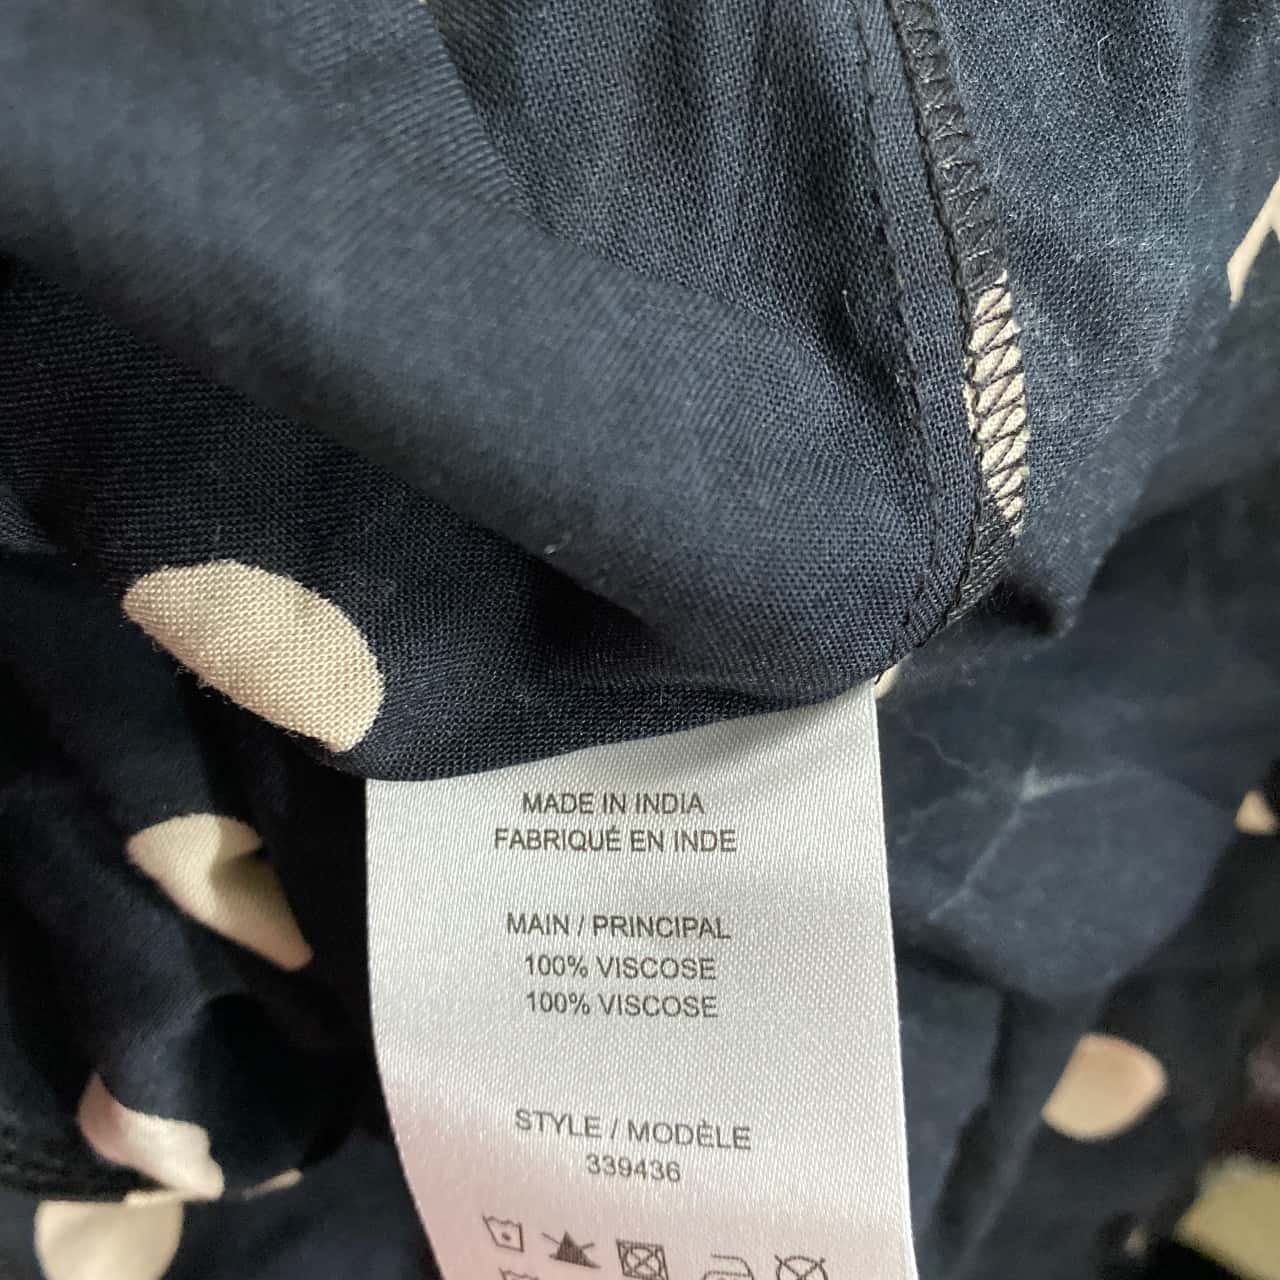 MADE IN INDIA
FABRIQUÉ EN INDE
MAIN / PRINCIPAL
100% VISCOSE
100% VISCOSE
STYLE / MODÈLE
339436